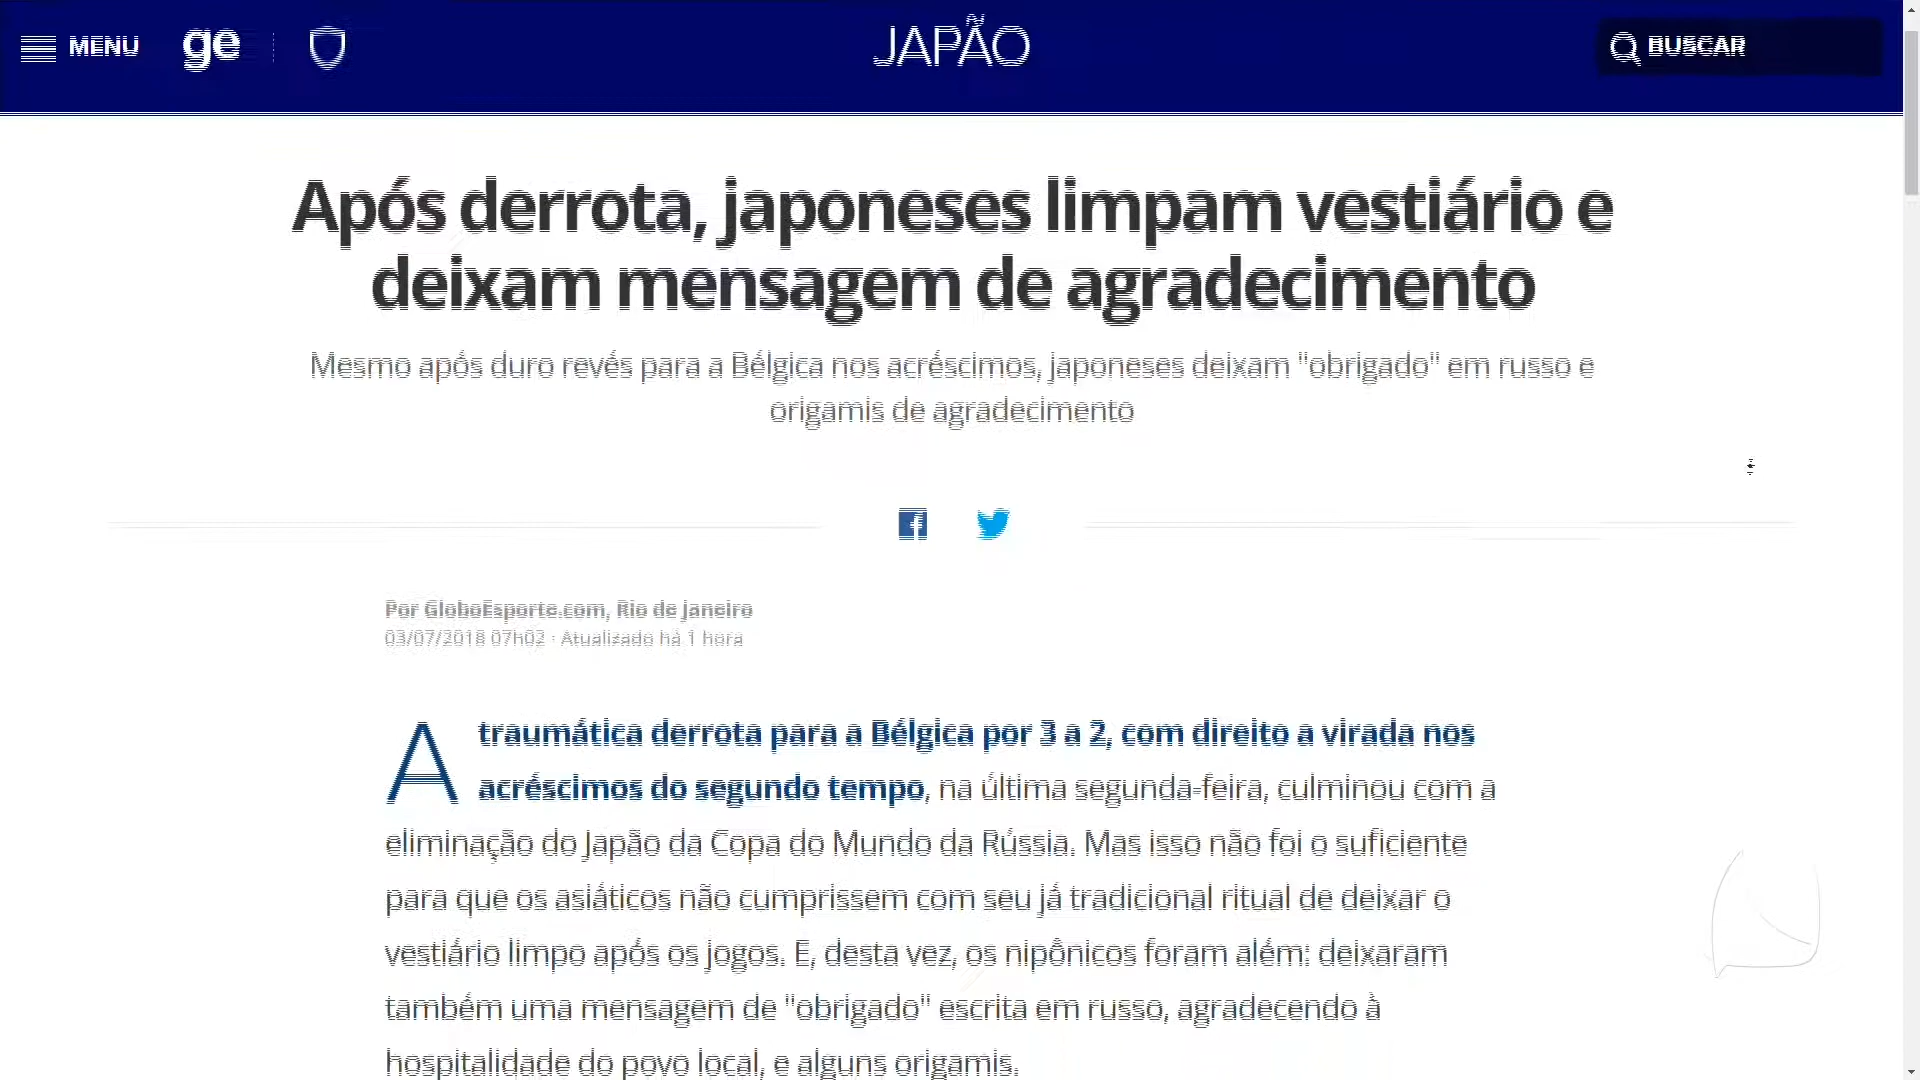 MENU
ge
JAPÃO
BUSCAR
Após derrota, japoneses limpam vestiário e
deixam mensagem de agradecimento
Mesmo após duro revés para a Bélgica nos acréscimos, japoneses deixam "obrigado" em russo e
origamis de agradecimento
Por GloboEsporte.com, Rio de Janeiro
03/07/2018 07h02 · Atualizado há 1 hora
A traumática derrota para a Bélgica por 3 a 2, com direito a virada nos
acréscimos do segundo tempo, na última segunda-feira, culminou com a
eliminação do Japão da Copa do Mundo da Rússia. Mas isso não foi o suficiente
para que os asiáticos não cumprissem com seu já tradicional ritual de deixar o
vestiário limpo após os jogos. E, desta vez, os nipônicos foram além: deixaram
também uma mensagem de "obrigado" escrita em russo, agradecendo à
hospitalidade do povo local, e alguns origamis.